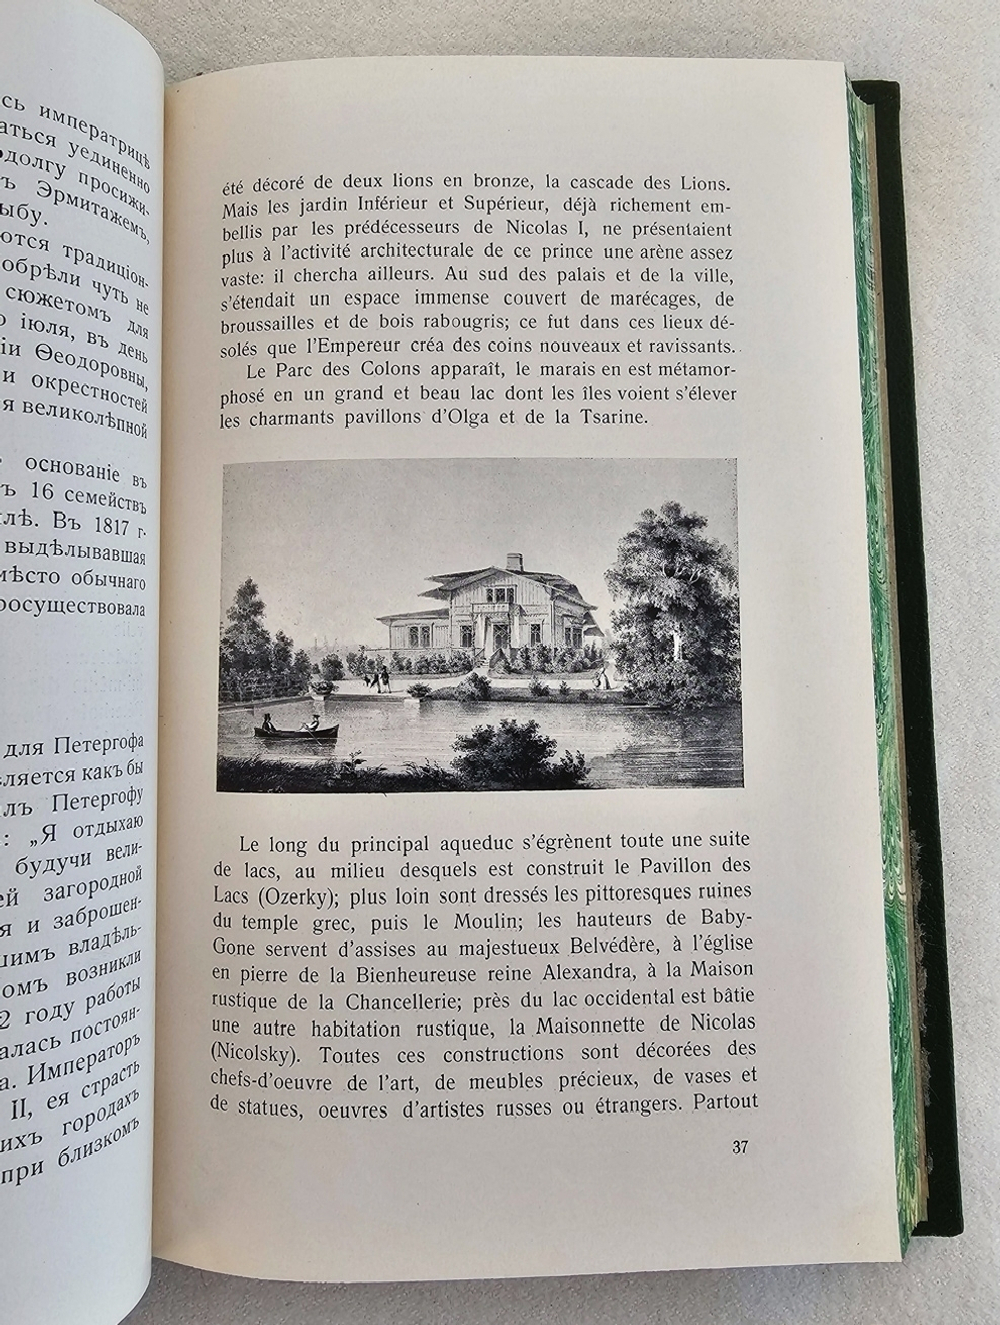 сь императрицѣ
аться уединенно
долгу просижи-
ъ Эрмитажемъ,
ыбу.
ются традиціон-
обрѣли чуть не
сюжетомъ для
о іюля, въ день
іи Ѳеодоровны,
и окрестностей
я великолѣпной
основаніе въ
ъ 16 семействъ
лѣ. Въ 1817 г.
выдѣлывавшая
мѣсто обычнаго
росуществовала
для Петергофа
вляется какъ бы
лъ Петергофу
: „Я отдыхаю
будучи вели-
ей загородной
я и заброшен-
шимъ владѣль-
омъ возникли
2 году работы
алась постоян-
а. Императоръ
II, ея страсть
ихъ городахъ
при близкомъ
été décoré de deux lions en bronze, la cascade des Lions.
Mais les jardin Inférieur et Supérieur, déjà richement em-
bellis par les prédécesseurs de Nicolas I, ne présentaient
plus à l'activité architecturale de ce prince une arène assez
vaste: il chercha ailleurs. Au sud des palais et de la ville,
s'étendait un espace immense couvert de marécages, de
broussailles et de bois rabougris; ce fut dans ces lieux dé-
solés que l'Empereur créa des coins nouveaux et ravissants.
Le Parc des Colons apparaît, le marais en est métamor-
phosé en un grand et beau lac dont les îles voient s'élever
les charmants pavillons d'Olga et de la Tsarine.
Le long du principal aqueduc s'égrènent toute une suite
de lacs, au milieu desquels est construit le Pavillon des
Lacs (Ozerky); plus loin sont dressés les pittoresques ruines
du temple grec, puis le Moulin; les hauteurs de Baby-
Gone servent d'assises au majestueux Belvédère, à l'église
en pierre de la Bienheureuse reine Alexandra, à la Maison
rustique de la Chancellerie; près du lac occidental est bâtie
une autre habitation rustique, la Maisonnette de Nicolas
(Nicolsky). Toutes ces constructions sont décorées des
chefs-d'oeuvre de l'art, de meubles précieux, de vases et
de statues, oeuvres d'artistes russes ou étrangers. Partout
37